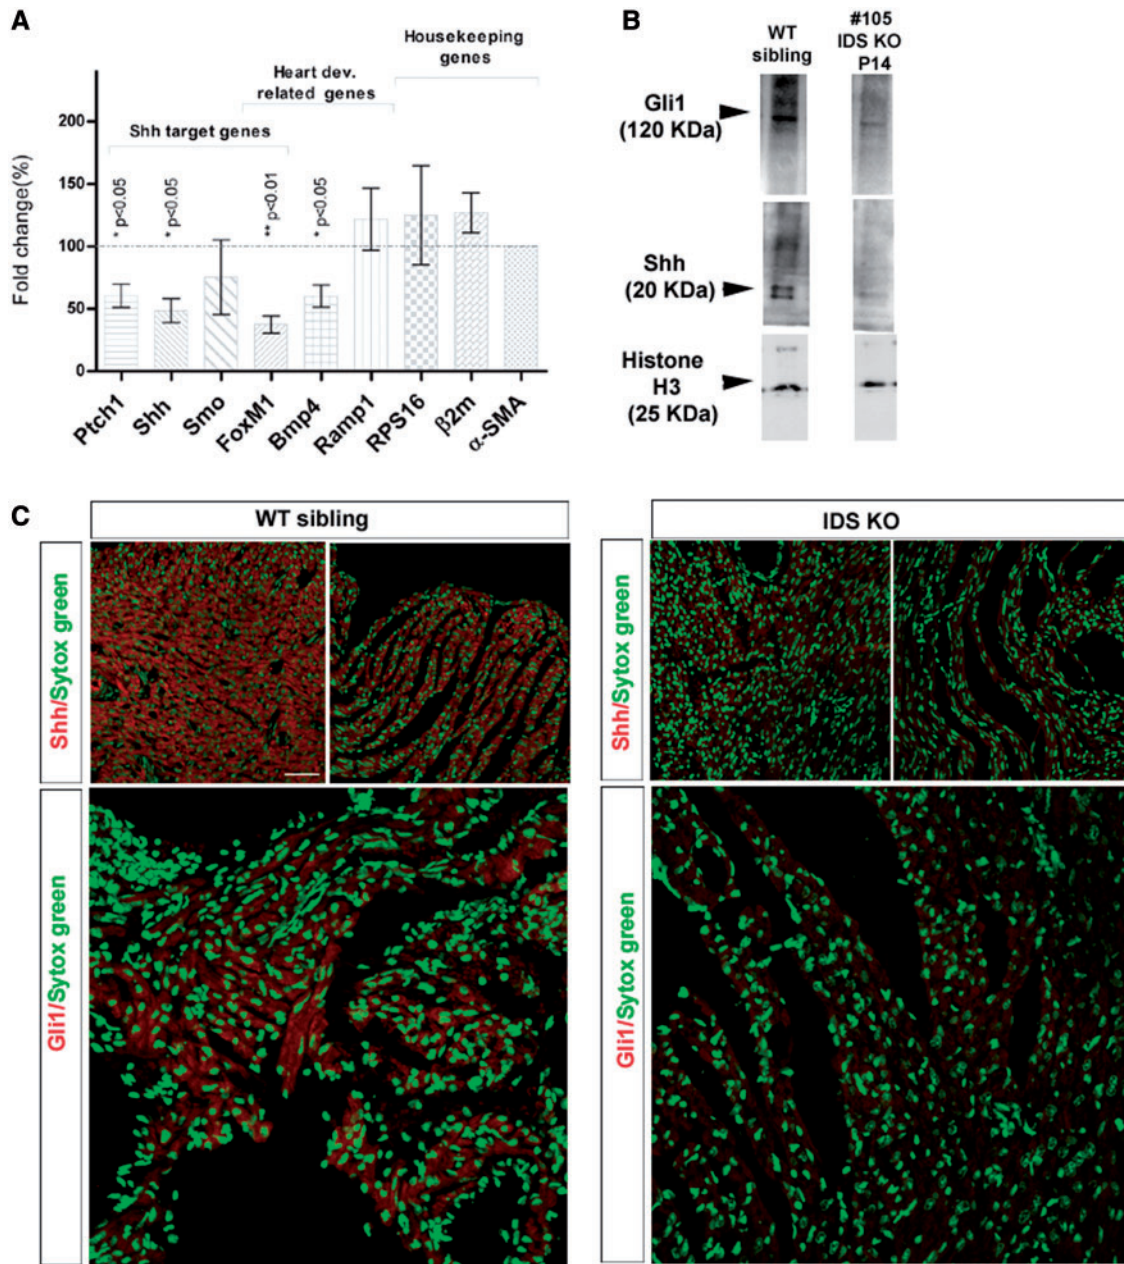 A
Housekeeping
genes
Heart dev.
related genes
Shh target genes
Fold change(%)
200
150
100
50
0
* p<0.05
* p<0.05
** p<0.01
* p<0.05
Ptch1
Shh
Smo
FoxM1
Bmp4
Ramp1
RPS16
β2m
α-SMA
B
WT
sibling
#105
IDS KO
P14
Gli1
(120 KDa)
Shh
(20 KDa)
Histone
H3
(25 KDa)
C
WT sibling
IDS KO
Shh/Sytox green
Shh/Sytox green
Gli1/Sytox green
Gli1/Sytox green